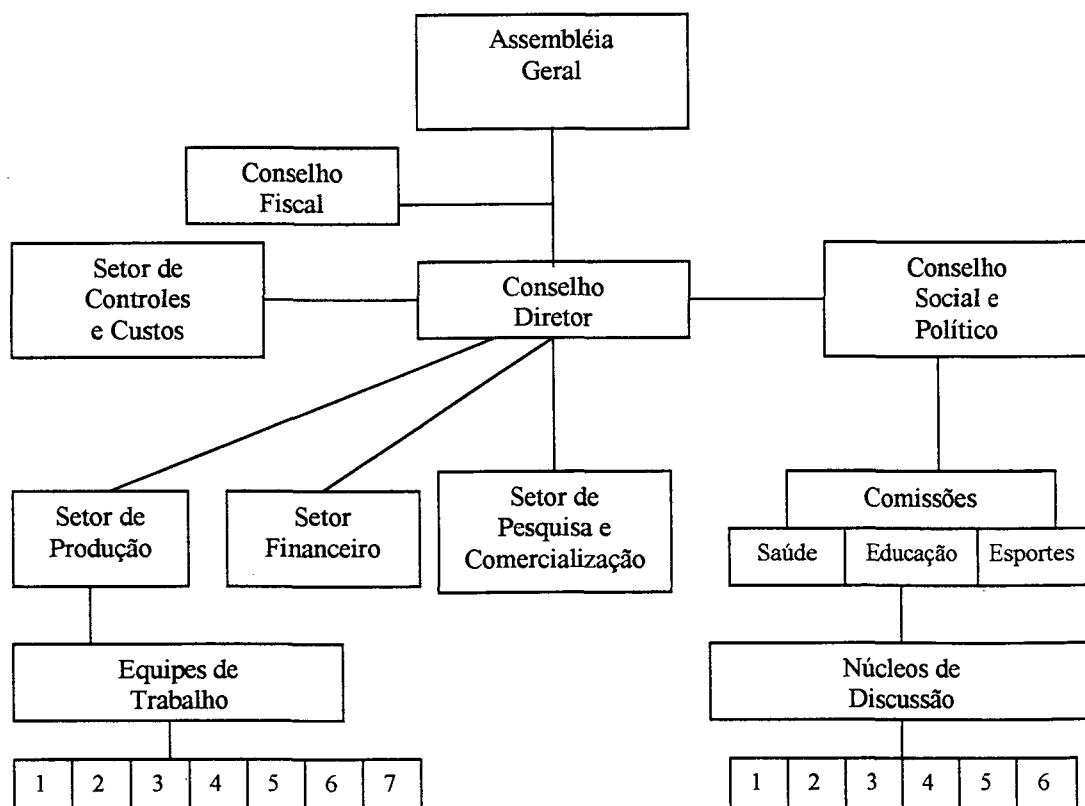 Assembléia
Geral
Conselho
Fiscal
Setor de
Controles
e Custos
Conselho
Diretor
Conselho
Social e
Político
Setor de
Produção
Setor
Financeiro
Setor de
Pesquisa e
Comercialização
Comissões
Saúde
Educação
Esportes
Equipes de
Trabalho
Núcleos de
Discussão
1 2 3 4 5 6 7
1 2 3 4 5 6